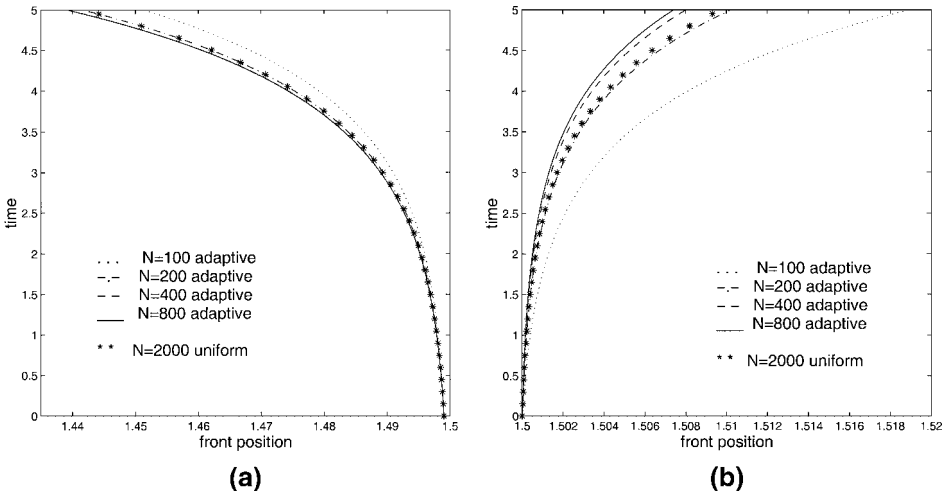 5
4.5
4
3.5
3
2.5
2
1.5
1
0.5
0
time
N=100 adaptive
N=200 adaptive
N=400 adaptive
N=800 adaptive
N=2000 uniform
1.44 1.45 1.46 1.47 1.48 1.49 1.5
front position
(a)
5
4.5
4
3.5
3
2.5
2
1.5
1
0.5
0
time
N=100 adaptive
N=200 adaptive
N=400 adaptive
N=800 adaptive
N=2000 uniform
1.5 1.502 1.504 1.506 1.508 1.51 1.512 1.514 1.516 1.518 1.52
front position
(b)